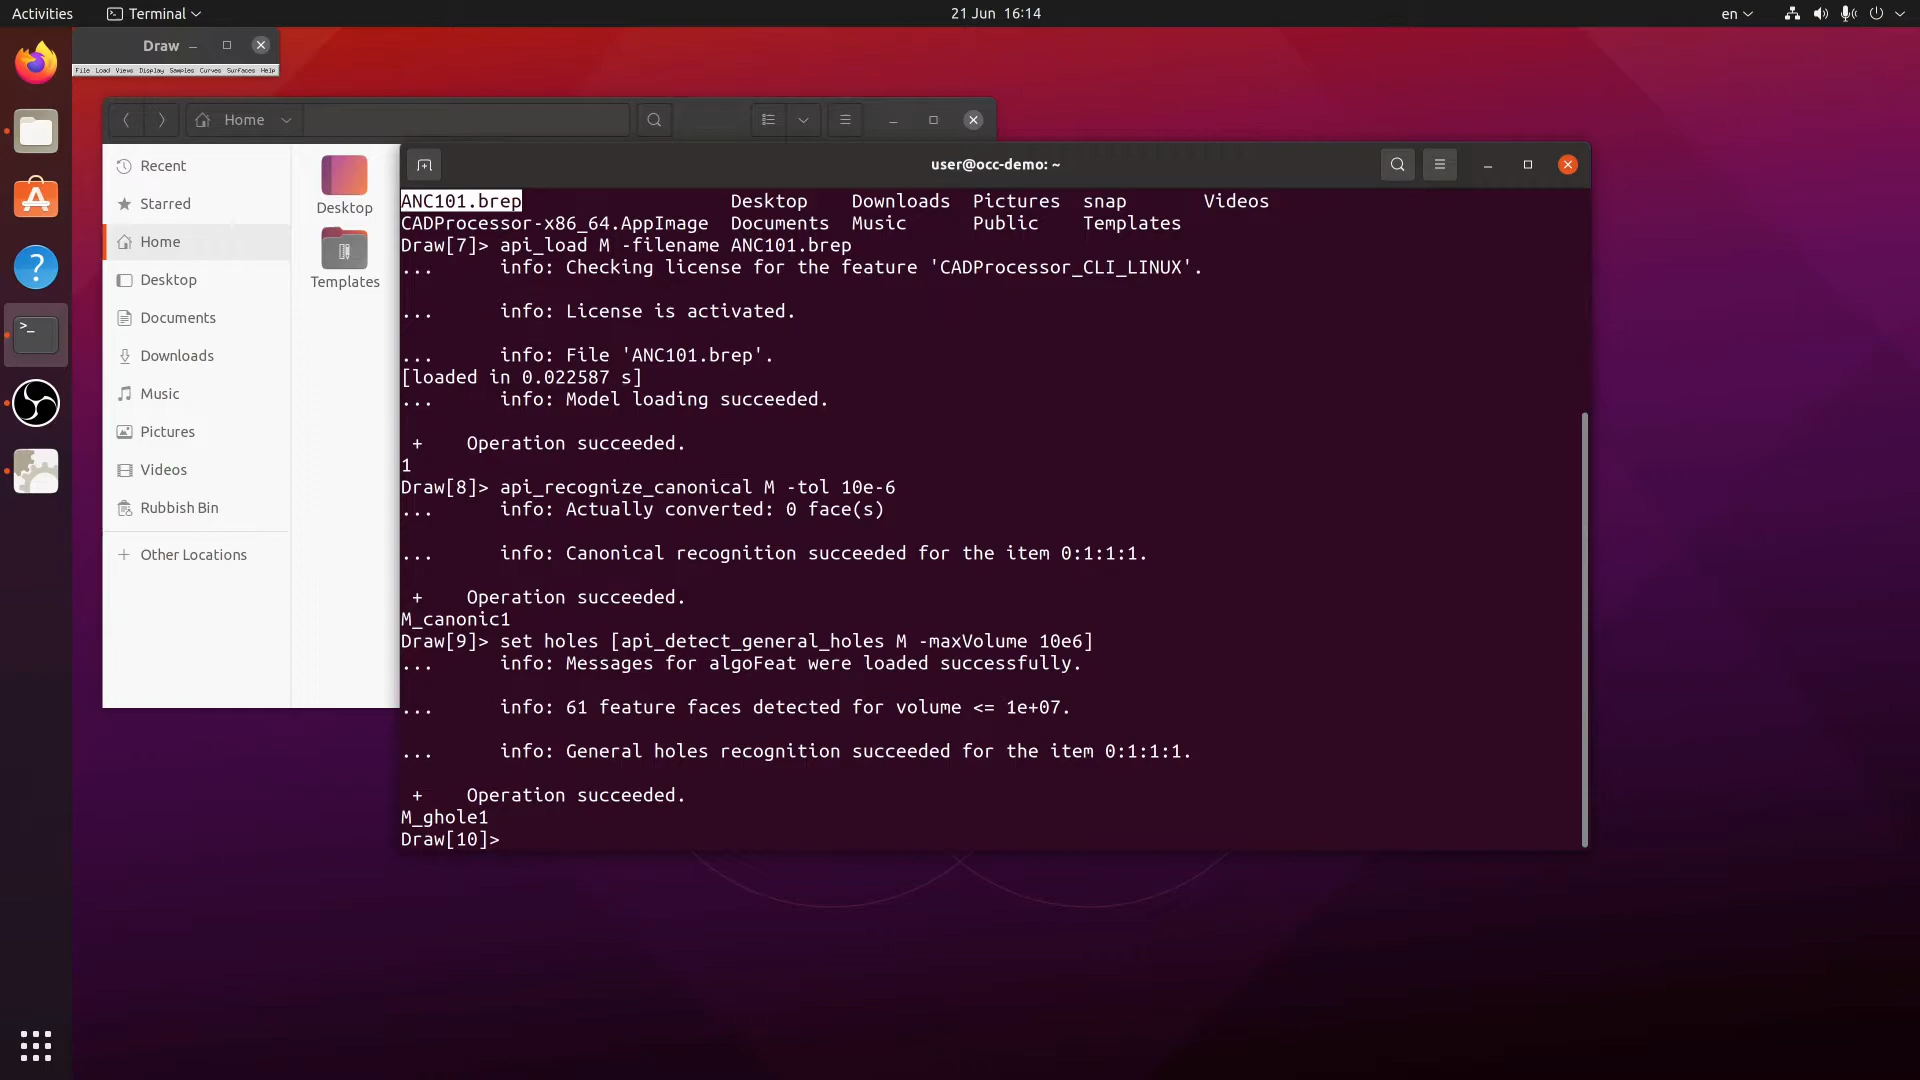 Activities
Terminal
21 Jun 16:14
en
Draw
File Load Views Display Samples Curves Surfaces Help
Home
Recent
Starred
Home
Desktop
Documents
Downloads
Music
Pictures
Videos
Rubbish Bin
Other Locations
Desktop
Templates
user@occ-demo: ~
ANC101.brep Desktop Downloads Pictures snap Videos
CADProcessor-x86_64.AppImage Documents Music Public Templates
Draw[7]> api_load M -filename ANC101.brep
... info: Checking license for the feature 'CADProcessor_CLI_LINUX'.
... info: License is activated.
... info: File 'ANC101.brep'.
[loaded in 0.022587 s]
... info: Model loading succeeded.
+ Operation succeeded.
1
Draw[8]> api_recognize_canonical M -tol 10e-6
... info: Actually converted: 0 face(s)
... info: Canonical recognition succeeded for the item 0:1:1:1.
+ Operation succeeded.
M_canonic1
Draw[9]> set holes [api_detect_general_holes M -maxVolume 10e6]
... info: Messages for algoFeat were loaded successfully.
... info: 61 feature faces detected for volume <= 1e+07.
... info: General holes recognition succeeded for the item 0:1:1:1.
+ Operation succeeded.
M_ghole1
Draw[10]>